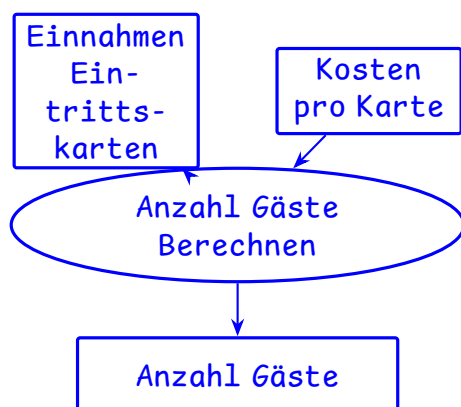 Einnahmen
Ein-
tritts-
karten
Kosten
pro Karte
Anzahl Gäste
Berechnen
Anzahl Gäste